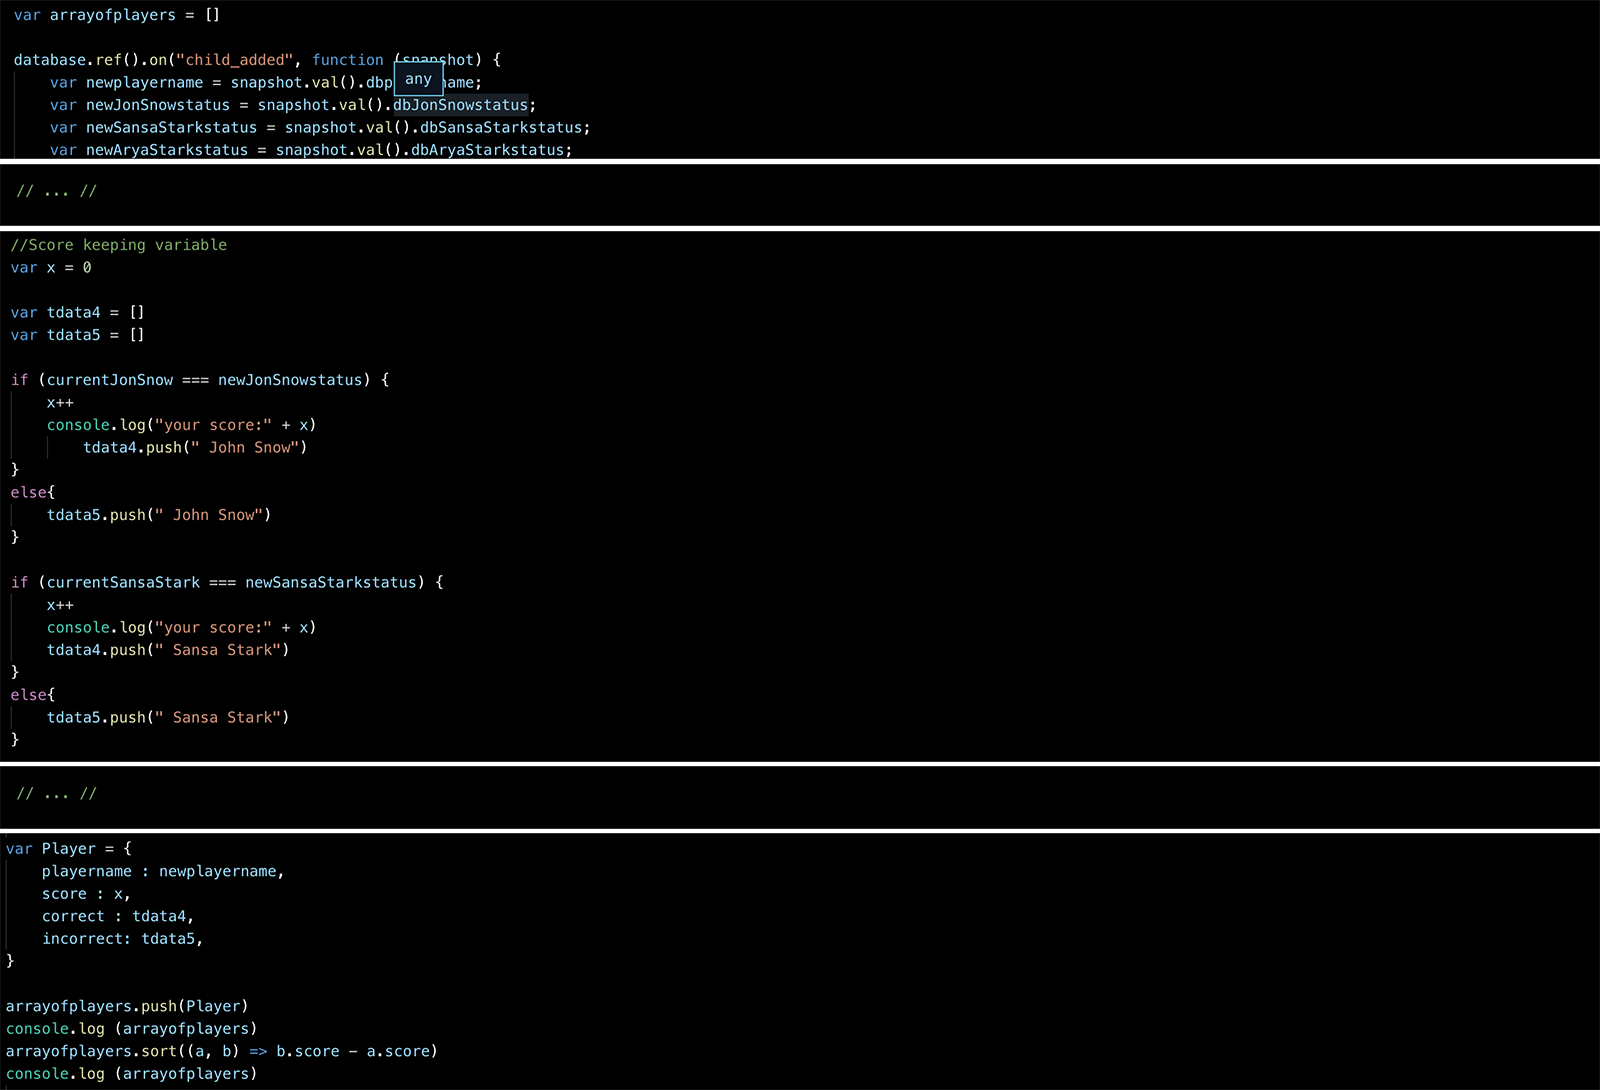 var arrayofplayers = []
database.ref().on("child_added", function (snapshot) {
any
var newplayername = snapshot.val().dbp name;
var newJonSnowstatus = snapshot.val().dbJonSnowstatus;
var newSansaStarkstatus = snapshot.val().dbSansaStarkstatus;
var newAryaStarkstatus = snapshot.val().dbAryaStarkstatus;
// ... //
//Score keeping variable
var x = 0
var tdata4 = []
var tdata5 = []
if (currentJonSnow === newJonSnowstatus) {
x++
console.log("your score:" + x)
tdata4.push(" John Snow")
}
else{
tdata5.push(" John Snow")
}
if (currentSansaStark === newSansaStarkstatus) {
x++
console.log("your score:" + x)
tdata4.push(" Sansa Stark")
}
else{
tdata5.push(" Sansa Stark")
}
// ... //
var Player = {
playername : newplayername,
score : x,
correct : tdata4,
incorrect: tdata5,
}
arrayofplayers.push(Player)
console.log (arrayofplayers)
arrayofplayers.sort((a, b) => b.score - a.score)
console.log (arrayofplayers)